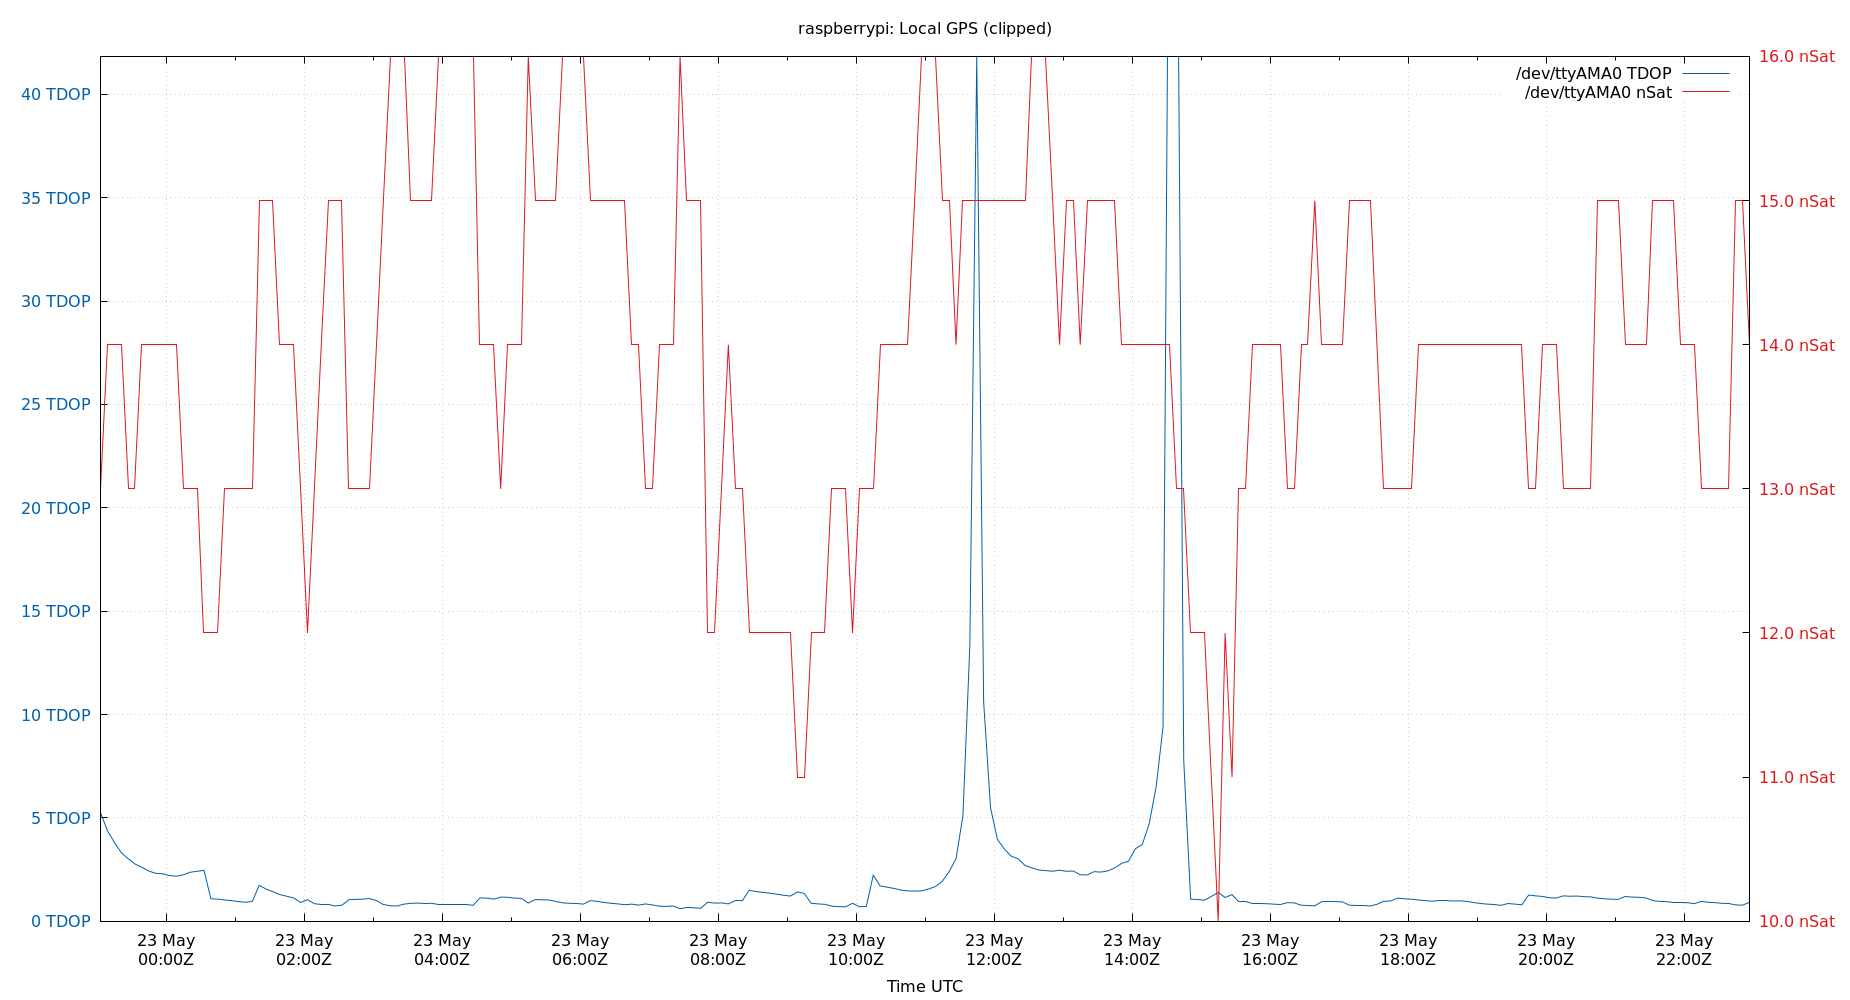 raspberrypi: Local GPS (clipped)
/dev/ttyAMA0 TDOP
/dev/ttyAMA0 nSat
40 TDOP
35 TDOP
30 TDOP
25 TDOP
20 TDOP
15 TDOP
10 TDOP
5 TDOP
0 TDOP
16.0 nSat
15.0 nSat
14.0 nSat
13.0 nSat
12.0 nSat
11.0 nSat
10.0 nSat
23 May
00:00Z
23 May
02:00Z
23 May
04:00Z
23 May
06:00Z
23 May
08:00Z
23 May
10:00Z
23 May
12:00Z
23 May
14:00Z
23 May
16:00Z
23 May
18:00Z
23 May
20:00Z
23 May
22:00Z
Time UTC